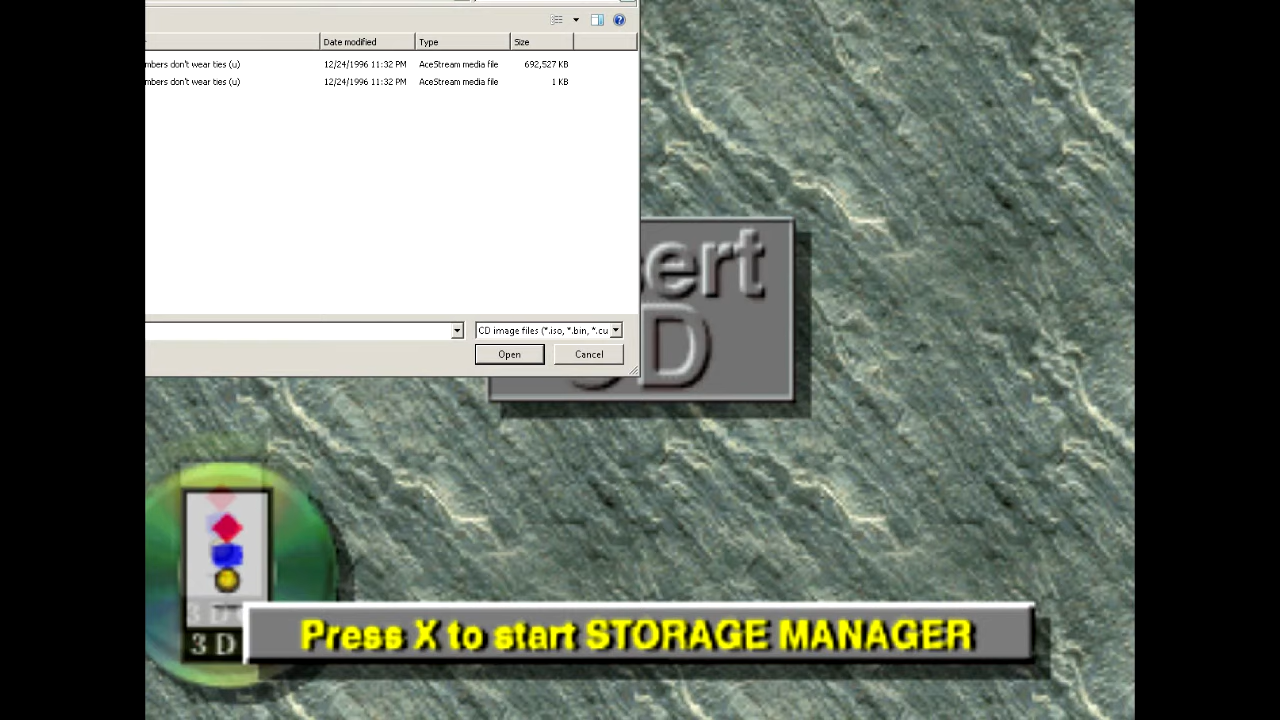 Date modified Type Size
mbers don't wear ties (u) 12/24/1996 11:32 PM AceStream media file 692,527 KB
mbers don't wear ties (u) 12/24/1996 11:32 PM AceStream media file 1 KB
CD image files (*.iso, *.bin, *.cu
Open Cancel
ert
D
3 D
3 D
Press X to start STORAGE MANAGER